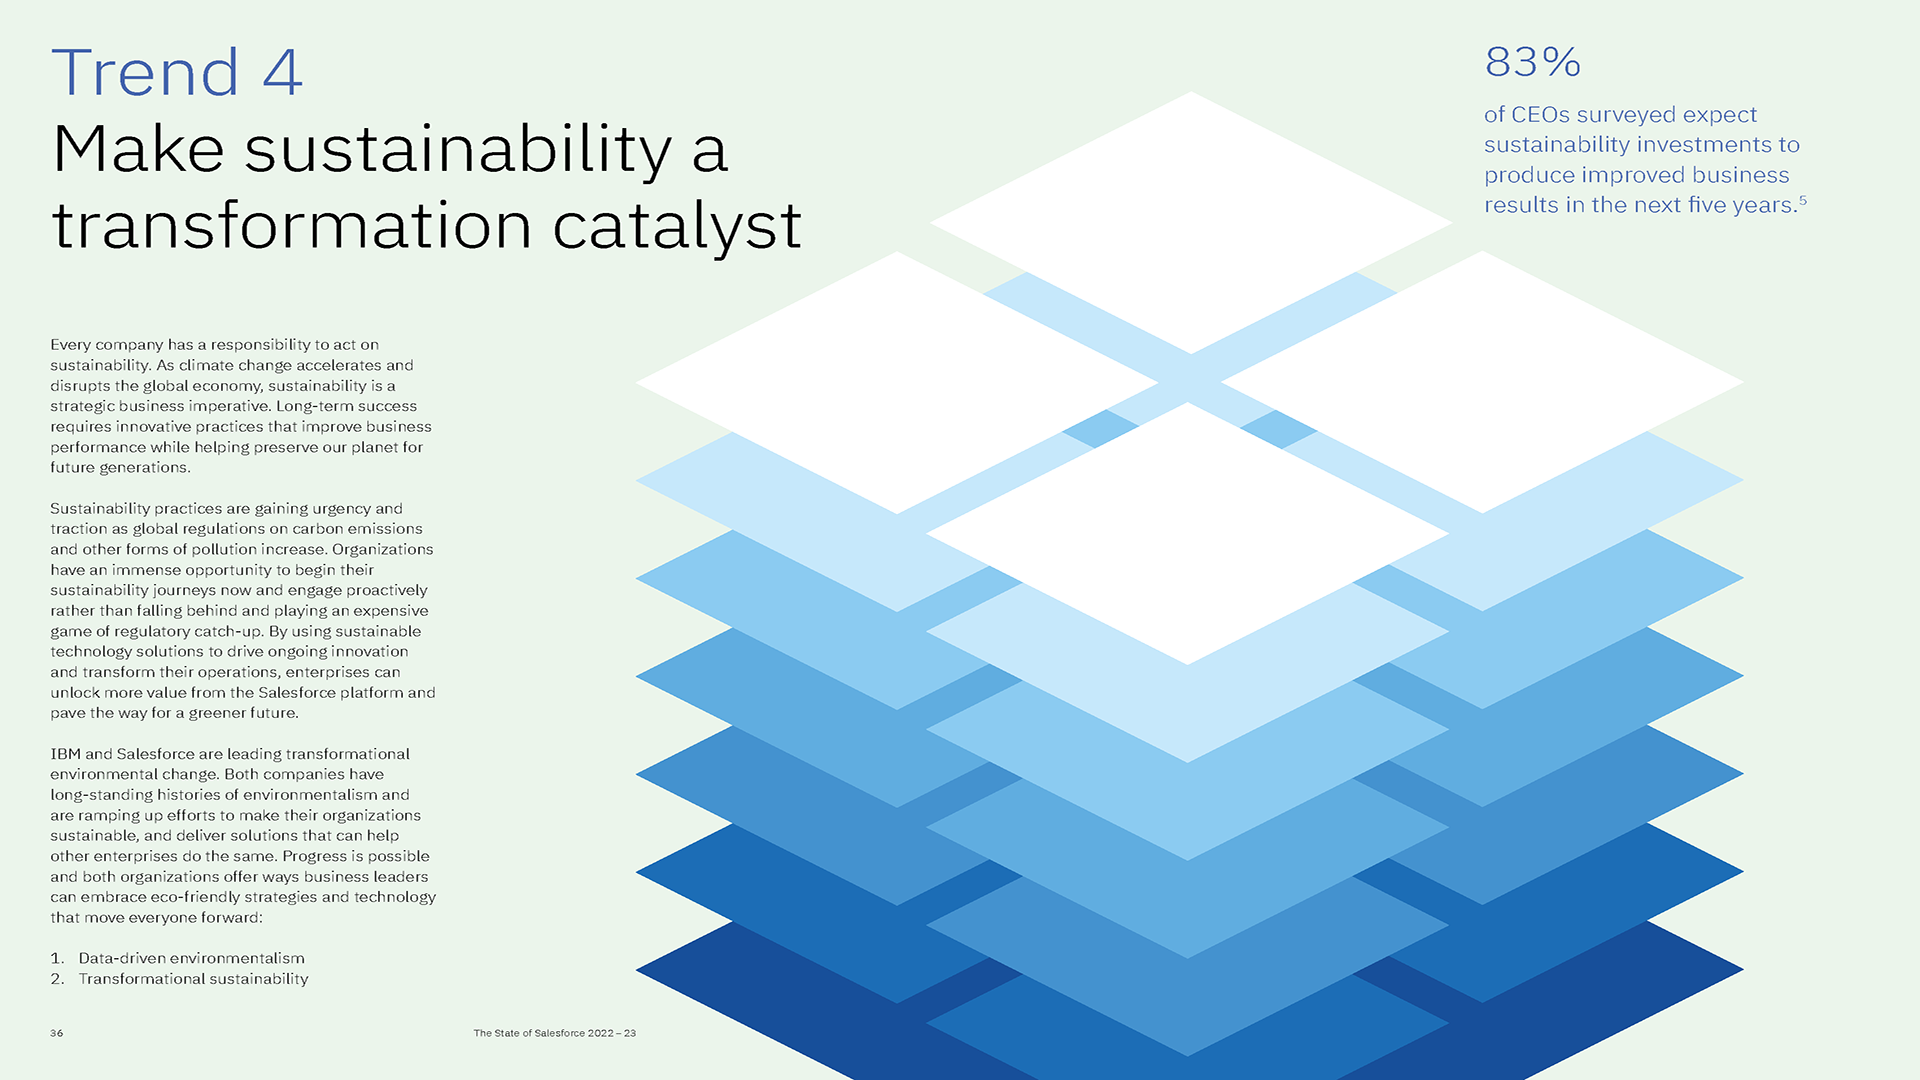 Trend 4
Make sustainability a
transformation catalyst
83%
of CEOs surveyed expect
sustainability investments to
produce improved business
results in the next five years.⁵
Every company has a responsibility to act on
sustainability. As climate change accelerates and
disrupts the global economy, sustainability is a
strategic business imperative. Long-term success
requires innovative practices that improve business
performance while helping preserve our planet for
future generations.
Sustainability practices are gaining urgency and
traction as global regulations on carbon emissions
and other forms of pollution increase. Organizations
have an immense opportunity to begin their
sustainability journeys now and engage proactively
rather than falling behind and playing an expensive
game of regulatory catch-up. By using sustainable
technology solutions to drive ongoing innovation
and transform their operations, enterprises can
unlock more value from the Salesforce platform and
pave the way for a greener future.
IBM and Salesforce are leading transformational
environmental change. Both companies have
long-standing histories of environmentalism and
are ramping up efforts to make their organizations
sustainable, and deliver solutions that can help
other enterprises do the same. Progress is possible
and both organizations offer ways business leaders
can embrace eco-friendly strategies and technology
that move everyone forward:
1. Data-driven environmentalism
2. Transformational sustainability
36
The State of Salesforce 2022 – 23